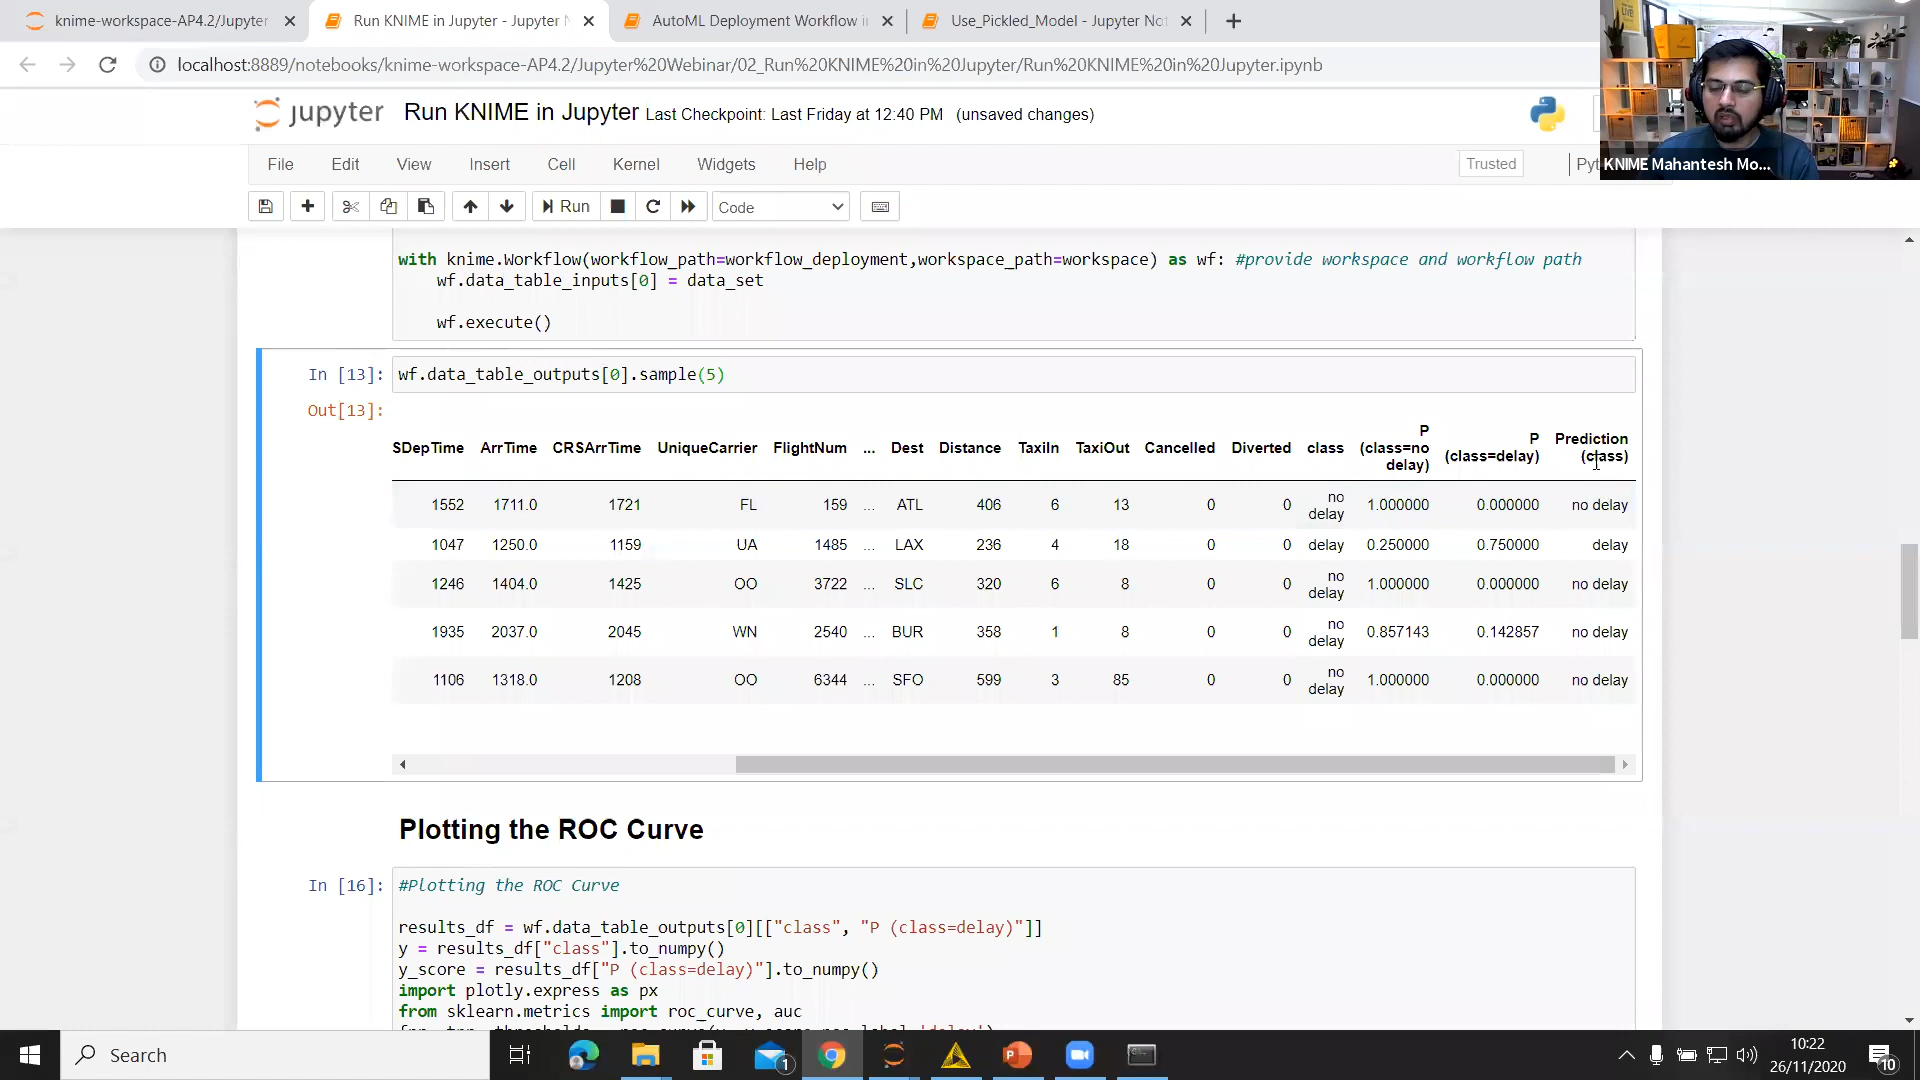 knime-workspace-AP4.2/Jupyter
Run KNIME in Jupyter - Jupyter N
AutoML Deployment Workflow in
Use_Pickled_Model - Jupyter Not
localhost:8889/notebooks/knime-workspace-AP4.2/Jupyter%20Webinar/02_Run%20KNIME%20in%20Jupyter/Run%20KNIME%20in%20Jupyter.ipynb
jupyter Run KNIME in Jupyter Last Checkpoint: Last Friday at 12:40 PM (unsaved changes)
KNIME Mahantesh Mo...
File Edit View Insert Cell Kernel Widgets Help Trusted Pyt
Run Code
with knime.Workflow(workflow_path=workflow_deployment,workspace_path=workspace) as wf: #provide workspace and workflow path
wf.data_table_inputs[0] = data_set
wf.execute()
In [13]: wf.data_table_outputs[0].sample(5)
Out[13]:
SDepTime ArrTime CRSArrTime UniqueCarrier FlightNum ... Dest Distance TaxiIn TaxiOut Cancelled Diverted class P (class=no delay) P (class=delay) Prediction (class)
1552 1711.0 1721 FL 159 ... ATL 406 6 13 0 0 no delay 1.000000 0.000000 no delay
1047 1250.0 1159 UA 1485 ... LAX 236 4 18 0 0 delay 0.250000 0.750000 delay
1246 1404.0 1425 OO 3722 ... SLC 320 6 8 0 0 no delay 1.000000 0.000000 no delay
1935 2037.0 2045 WN 2540 ... BUR 358 1 8 0 0 no delay 0.857143 0.142857 no delay
1106 1318.0 1208 OO 6344 ... SFO 599 3 85 0 0 no delay 1.000000 0.000000 no delay
Plotting the ROC Curve
In [16]: #Plotting the ROC Curve
results_df = wf.data_table_outputs[0][["class", "P (class=delay)"]]
y = results_df["class"].to_numpy()
y_score = results_df["P (class=delay)"].to_numpy()
import plotly.express as px
from sklearn.metrics import roc_curve, auc
Search
1
10:22
26/11/2020
10